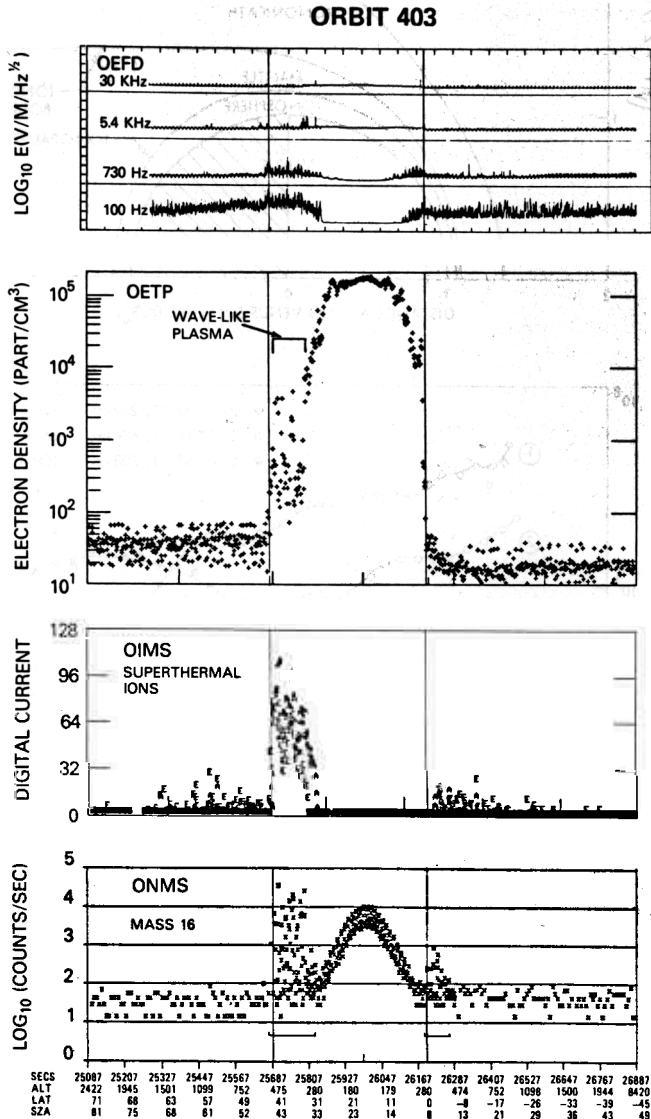 ORBIT 403
OEFD
30 KHz
5.4 KHz
730 Hz
100 Hz
LOG10 E(V/M/Hz½)
OETP
WAVE-LIKE
PLASMA
10⁵
10⁴
10³
10²
10¹
ELECTRON DENSITY (PART/CM³)
128
OIMS
SUPERTHERMAL
IONS
96
64
32
0
DIGITAL CURRENT
5
ONMS
4
MASS 16
3
2
1
0
LOG10 (COUNTS/SEC)
SECS 25087 25207 25327 25447 25567 25687 25807 25927 26047 26167 26287 26407 26527 26647 26767 26887
ALT 2422 1945 1501 1099 752 475 280 180 179 280 474 752 1098 1500 1944 8420
LAT 71 68 63 57 49 41 31 21 11 0 -8 -17 -26 -33 -39 -45
SZA 81 75 68 61 52 43 33 23 14 8 13 21 29 36 43 49